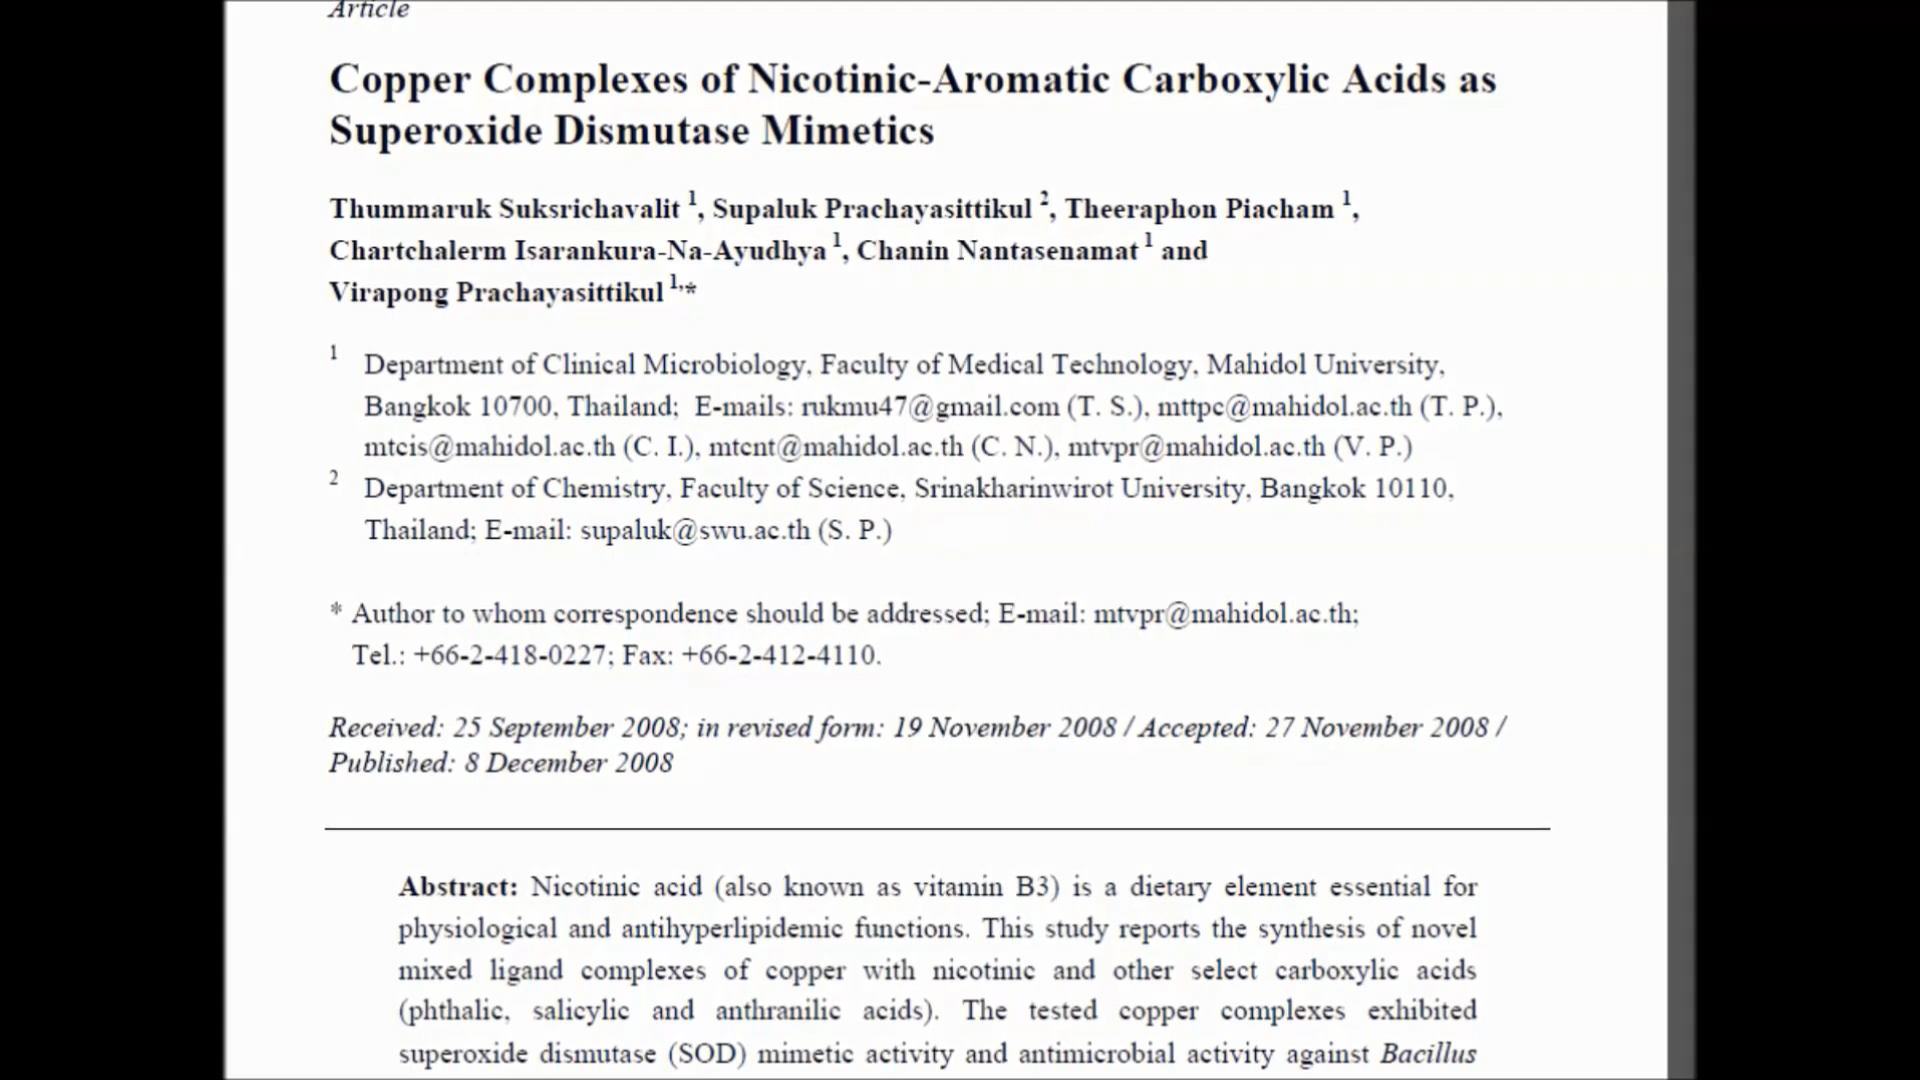 Article
Copper Complexes of Nicotinic-Aromatic Carboxylic Acids as
Superoxide Dismutase Mimetics
Thummaruk Suksrichavalit 1, Supaluk Prachayasittikul 2, Theeraphon Piacham 1,
Chartchalerm Isarankura-Na-Ayudhya 1, Chanin Nantasenamat 1 and
Virapong Prachayasittikul 1,*
1 Department of Clinical Microbiology, Faculty of Medical Technology, Mahidol University,
Bangkok 10700, Thailand; E-mails: rukmu47@gmail.com (T. S.), mttpc@mahidol.ac.th (T. P.),
mtcis@mahidol.ac.th (C. I.), mtcnt@mahidol.ac.th (C. N.), mtvpr@mahidol.ac.th (V. P.)
2 Department of Chemistry, Faculty of Science, Srinakharinwirot University, Bangkok 10110,
Thailand; E-mail: supaluk@swu.ac.th (S. P.)
* Author to whom correspondence should be addressed; E-mail: mtvpr@mahidol.ac.th;
Tel.: +66-2-418-0227; Fax: +66-2-412-4110.
Received: 25 September 2008; in revised form: 19 November 2008 / Accepted: 27 November 2008 /
Published: 8 December 2008
Abstract: Nicotinic acid (also known as vitamin B3) is a dietary element essential for
physiological and antihyperlipidemic functions. This study reports the synthesis of novel
mixed ligand complexes of copper with nicotinic and other select carboxylic acids
(phthalic, salicylic and anthranilic acids). The tested copper complexes exhibited
superoxide dismutase (SOD) mimetic activity and antimicrobial activity against Bacillus